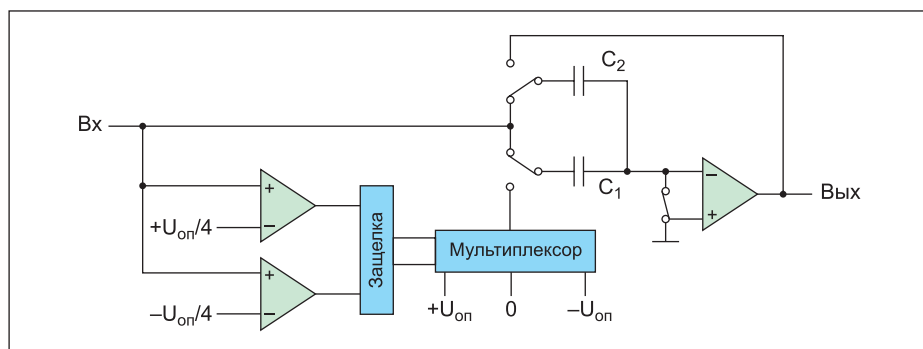 C₂
Вх
C₁
−
+
Вых
+
−
+Uоп/4
Защелка
Мультиплексор
+
−
−Uоп/4
+Uоп
0
−Uоп